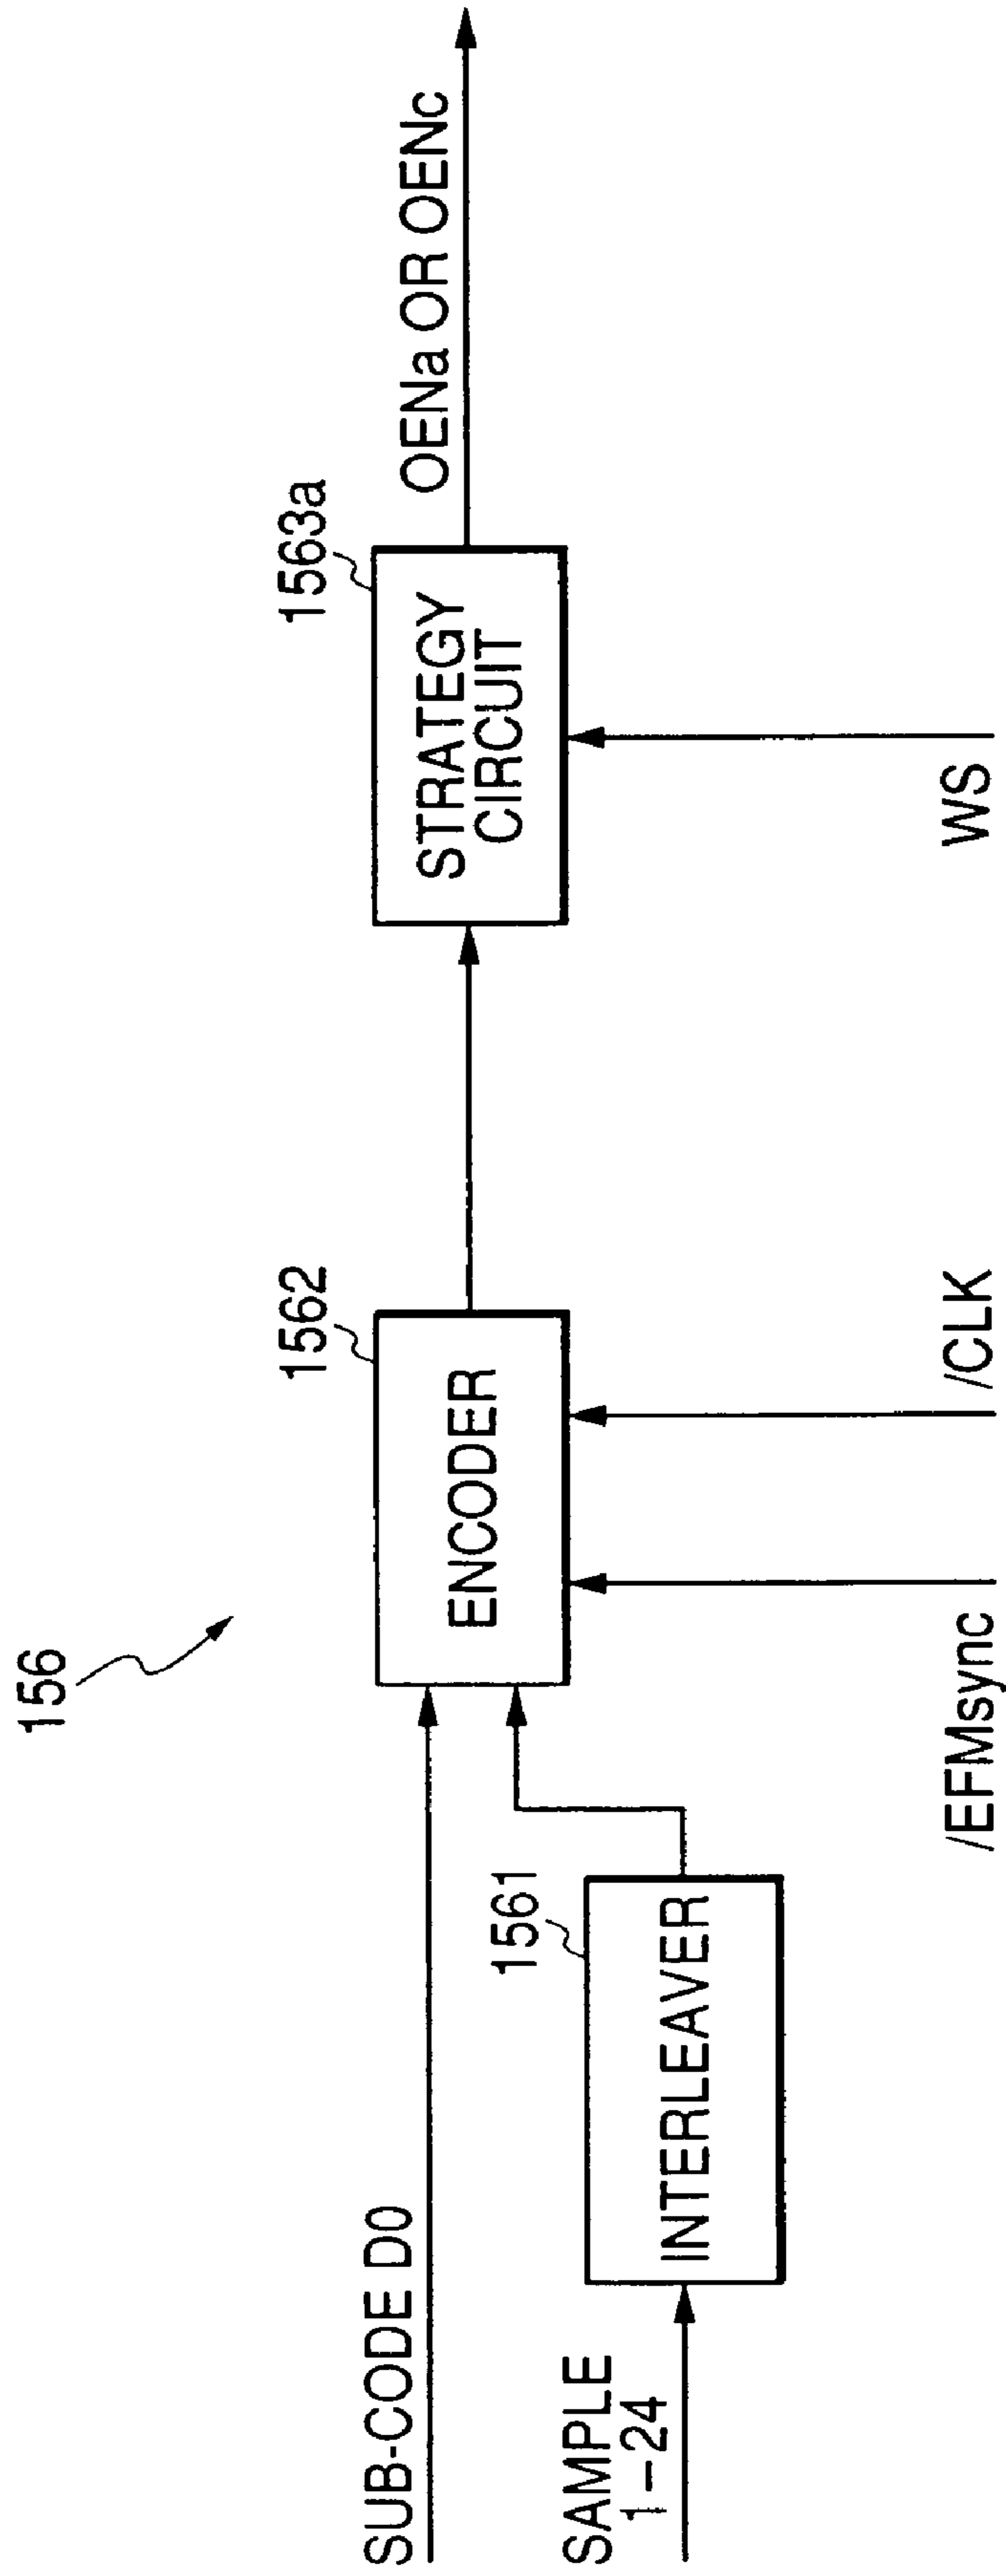 156
SUB-CODE D0
SAMPLE
1-24
1561
INTERLEAVER
1562
ENCODER
/EFMsync
/CLK
1563a
STRATEGY
CIRCUIT
WS
OENa OR OENc